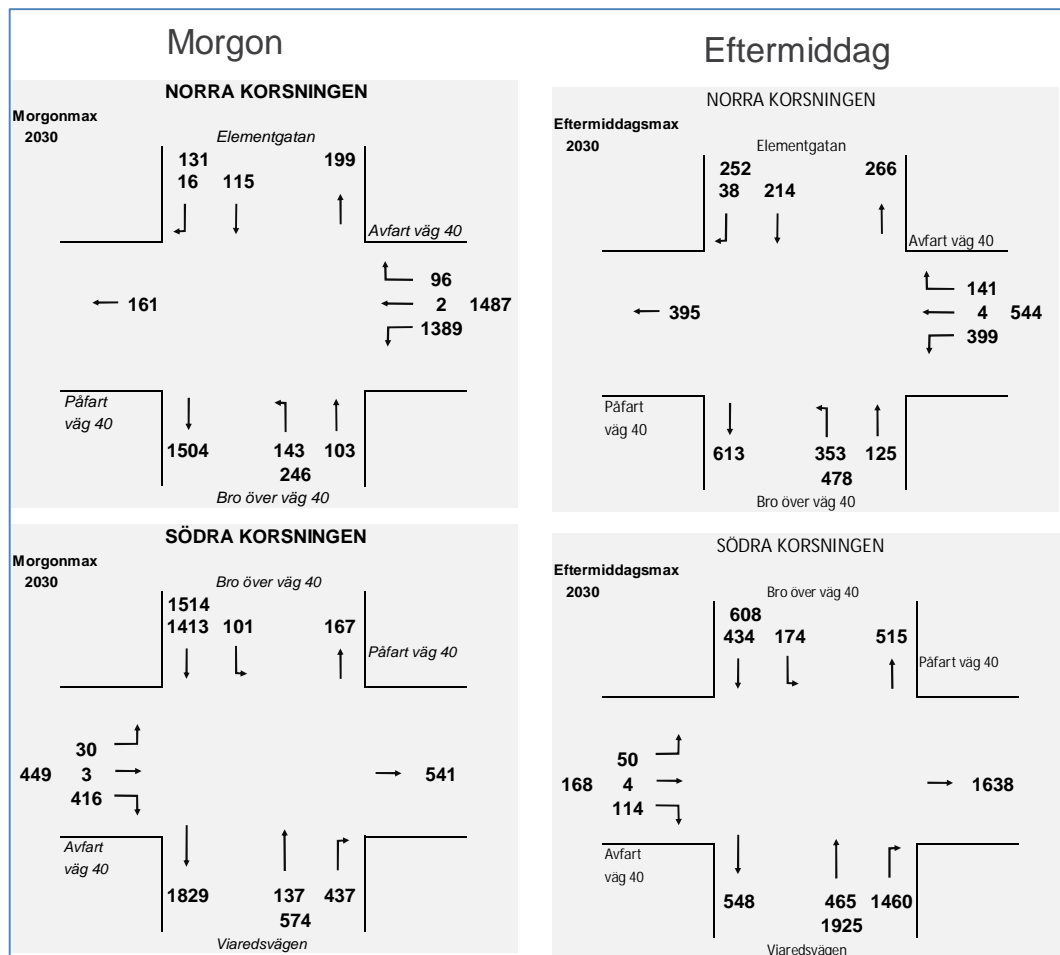 Morgon
Eftermiddag
NORRA KORSNINGEN
Morgonmax
2030
Elementgatan
131
199
16 115
Avfart väg 40
96
161
2 1487
1389
Påfart
väg 40
1504 143 103
246
Bro över väg 40
NORRA KORSNINGEN
Eftermiddagsmax
2030
Elementgatan
252
266
38 214
Avfart väg 40
141
395
4 544
399
Påfart
väg 40
613 353 125
478
Bro över väg 40
SÖDRA KORSNINGEN
Morgonmax
2030
Bro över väg 40
1514
1413 101 167
Påfart väg 40
30
449 3 541
416
Avfart
väg 40
1829 137 437
574
Viaredsvägen
SÖDRA KORSNINGEN
Eftermiddagsmax
2030
Bro över väg 40
608
434 174 515
Påfart väg 40
50
168 4 1638
114
Avfart
väg 40
548 465 1460
1925
Viaredsvägen